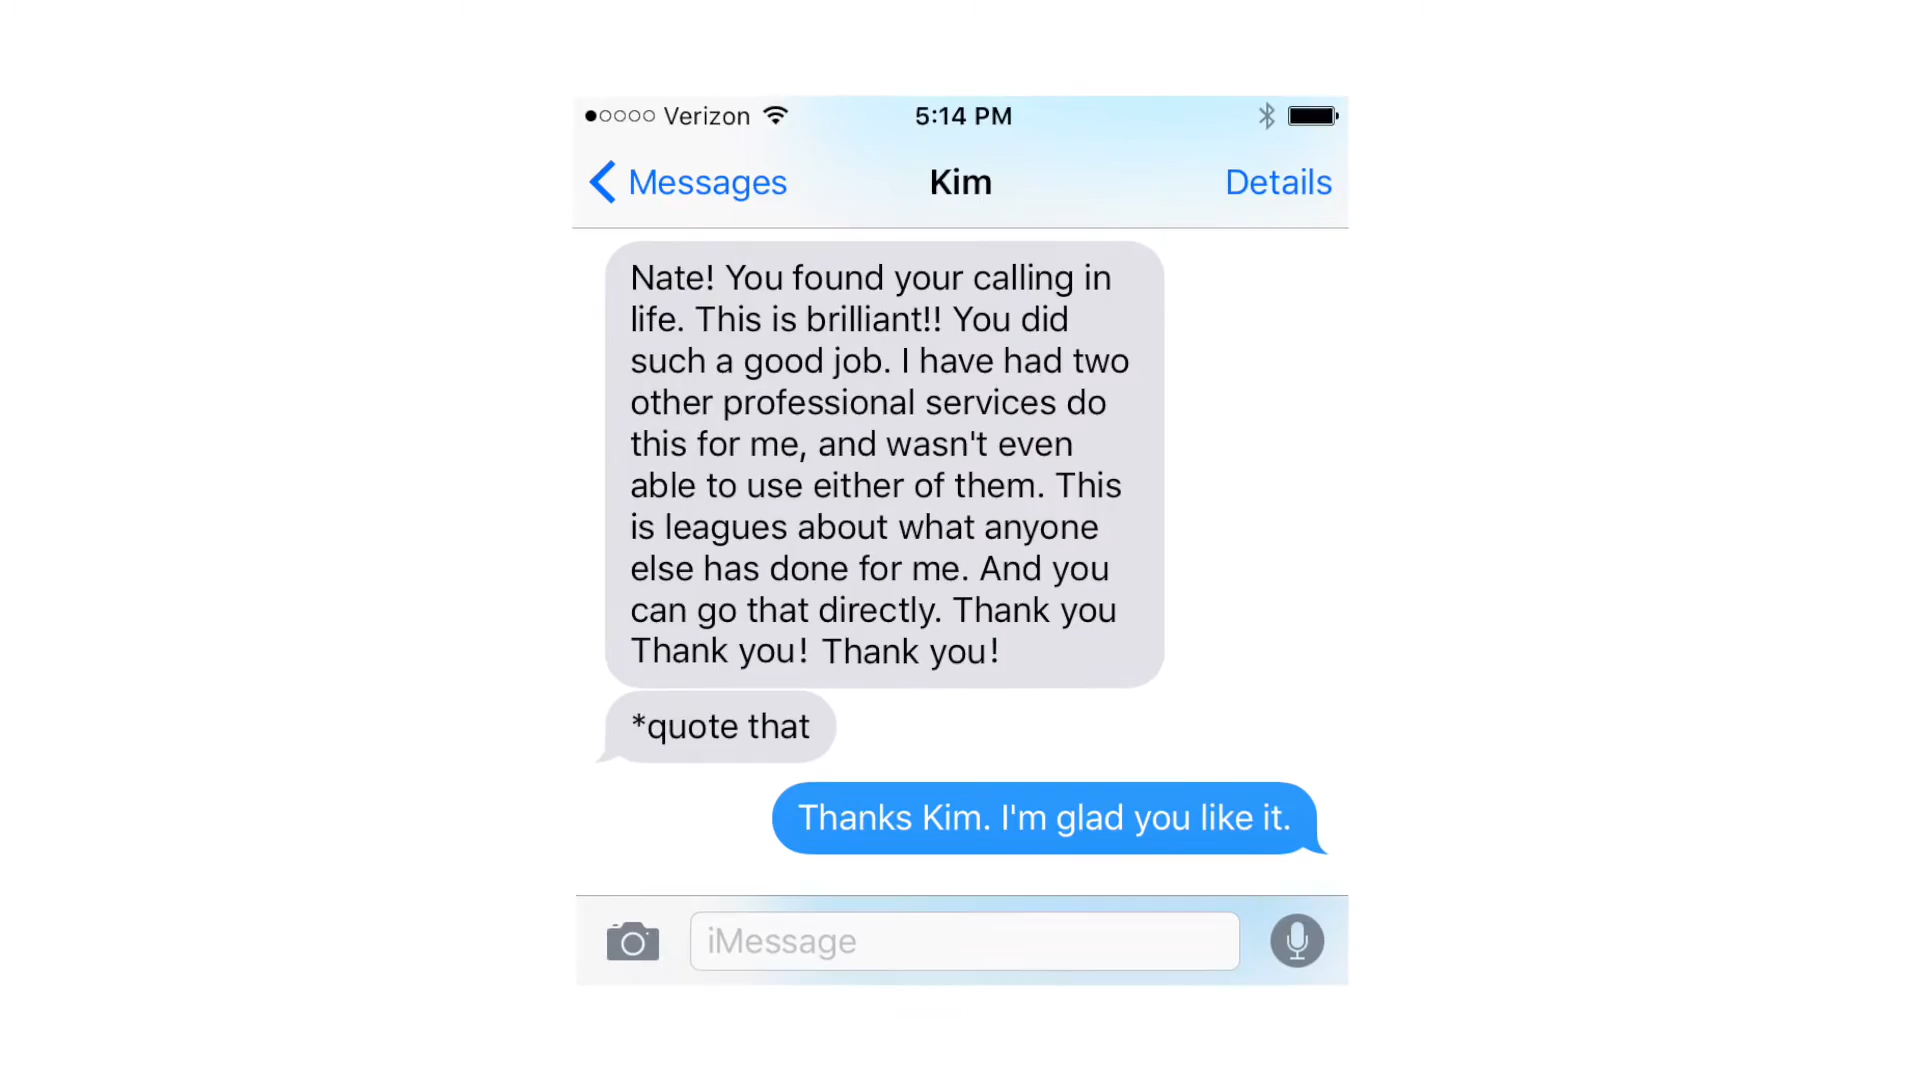 Verizon 5:14 PM
Messages Kim Details
Nate! You found your calling in
life. This is brilliant!! You did
such a good job. I have had two
other professional services do
this for me, and wasn't even
able to use either of them. This
is leagues about what anyone
else has done for me. And you
can go that directly. Thank you
Thank you! Thank you!
*quote that
Thanks Kim. I'm glad you like it.
iMessage